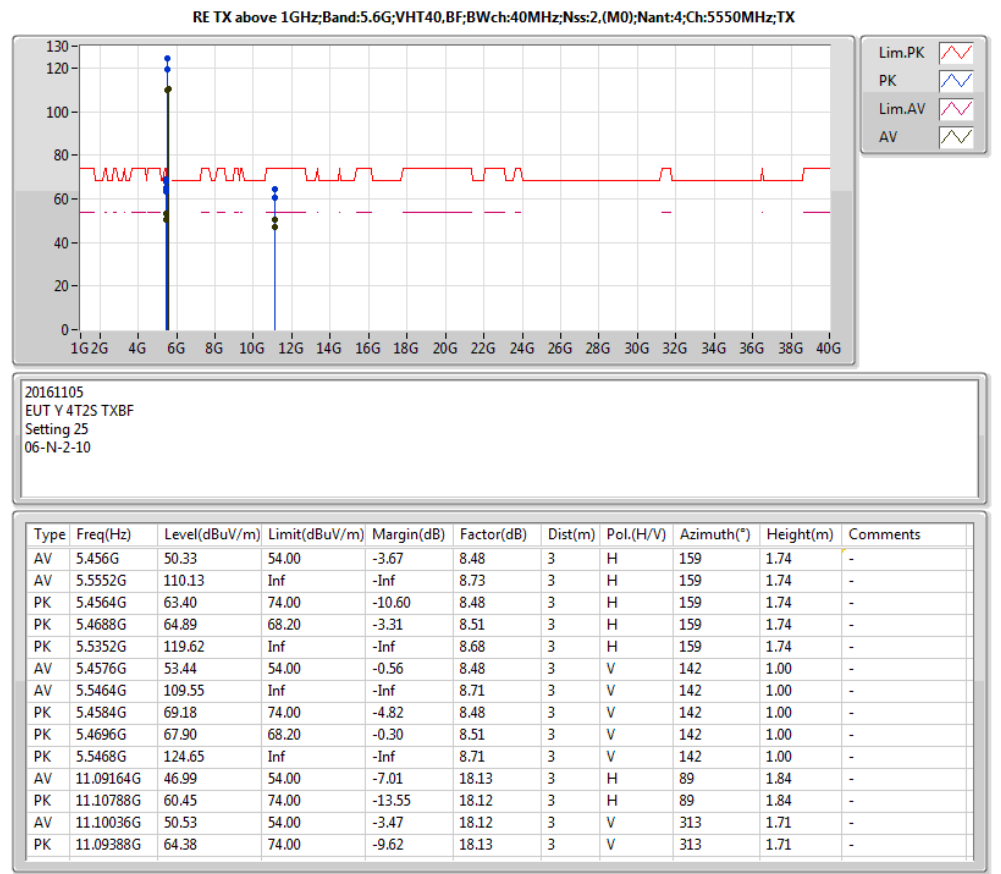 RE TX above 1GHz;Band:5.6G;VHT40,BF;BWch:40MHz;Nss:2,(M0);Nant:4;Ch:5550MHz;TX
130
120
100
80
60
40
20
0
1G 2G 4G 6G 8G 10G 12G 14G 16G 18G 20G 22G 24G 26G 28G 30G 32G 34G 36G 38G 40G
Lim.PK
PK
Lim.AV
AV
20161105
EUT Y 4T2S TXBF
Setting 25
06-N-2-10
Type Freq(Hz) Level(dBuV/m) Limit(dBuV/m) Margin(dB) Factor(dB) Dist(m) Pol.(H/V) Azimuth(°) Height(m) Comments
AV 5.456G 50.33 54.00 -3.67 8.48 3 H 159 1.74 -
AV 5.5552G 110.13 Inf -Inf 8.73 3 H 159 1.74 -
PK 5.4564G 63.40 74.00 -10.60 8.48 3 H 159 1.74 -
PK 5.4688G 64.89 68.20 -3.31 8.51 3 H 159 1.74 -
PK 5.5352G 119.62 Inf -Inf 8.68 3 H 159 1.74 -
AV 5.4576G 53.44 54.00 -0.56 8.48 3 V 142 1.00 -
AV 5.5464G 109.55 Inf -Inf 8.71 3 V 142 1.00 -
PK 5.4584G 69.18 74.00 -4.82 8.48 3 V 142 1.00 -
PK 5.4696G 67.90 68.20 -0.30 8.51 3 V 142 1.00 -
PK 5.5468G 124.65 Inf -Inf 8.71 3 V 142 1.00 -
AV 11.09164G 46.99 54.00 -7.01 18.13 3 H 89 1.84 -
PK 11.10788G 60.45 74.00 -13.55 18.12 3 H 89 1.84 -
AV 11.10036G 50.53 54.00 -3.47 18.12 3 V 313 1.71 -
PK 11.09388G 64.38 74.00 -9.62 18.13 3 V 313 1.71 -